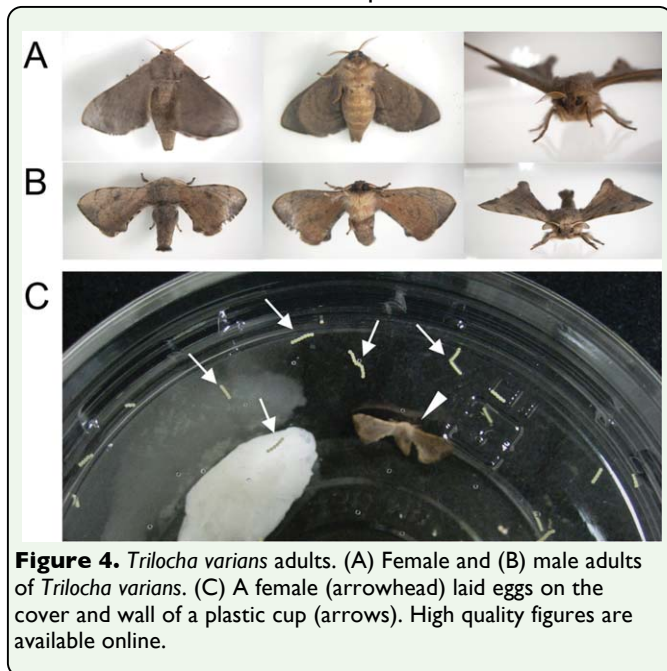 A
B
C
Figure 4. Trilocha varians adults. (A) Female and (B) male adults
of Trilocha varians. (C) A female (arrowhead) laid eggs on the
cover and wall of a plastic cup (arrows). High quality figures are
available online.